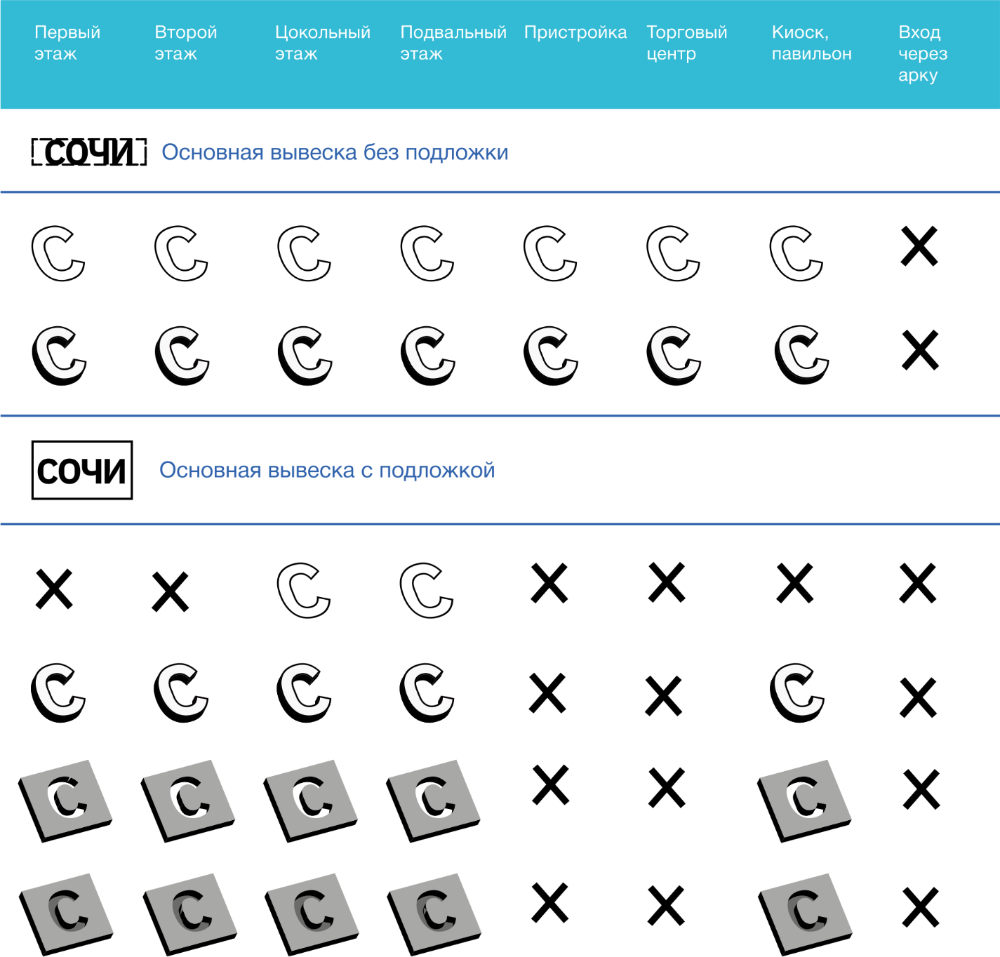 Первый этаж
Второй этаж
Цокольный этаж
Подвальный этаж
Пристройка
Торговый центр
Киоск, павильон
Вход через арку
СОЧИ Основная вывеска без подложки
С С С С С С С
С С С С С С С
СОЧИ Основная вывеска с подложкой
С С
С С С С С
С С С С С
С С С С С